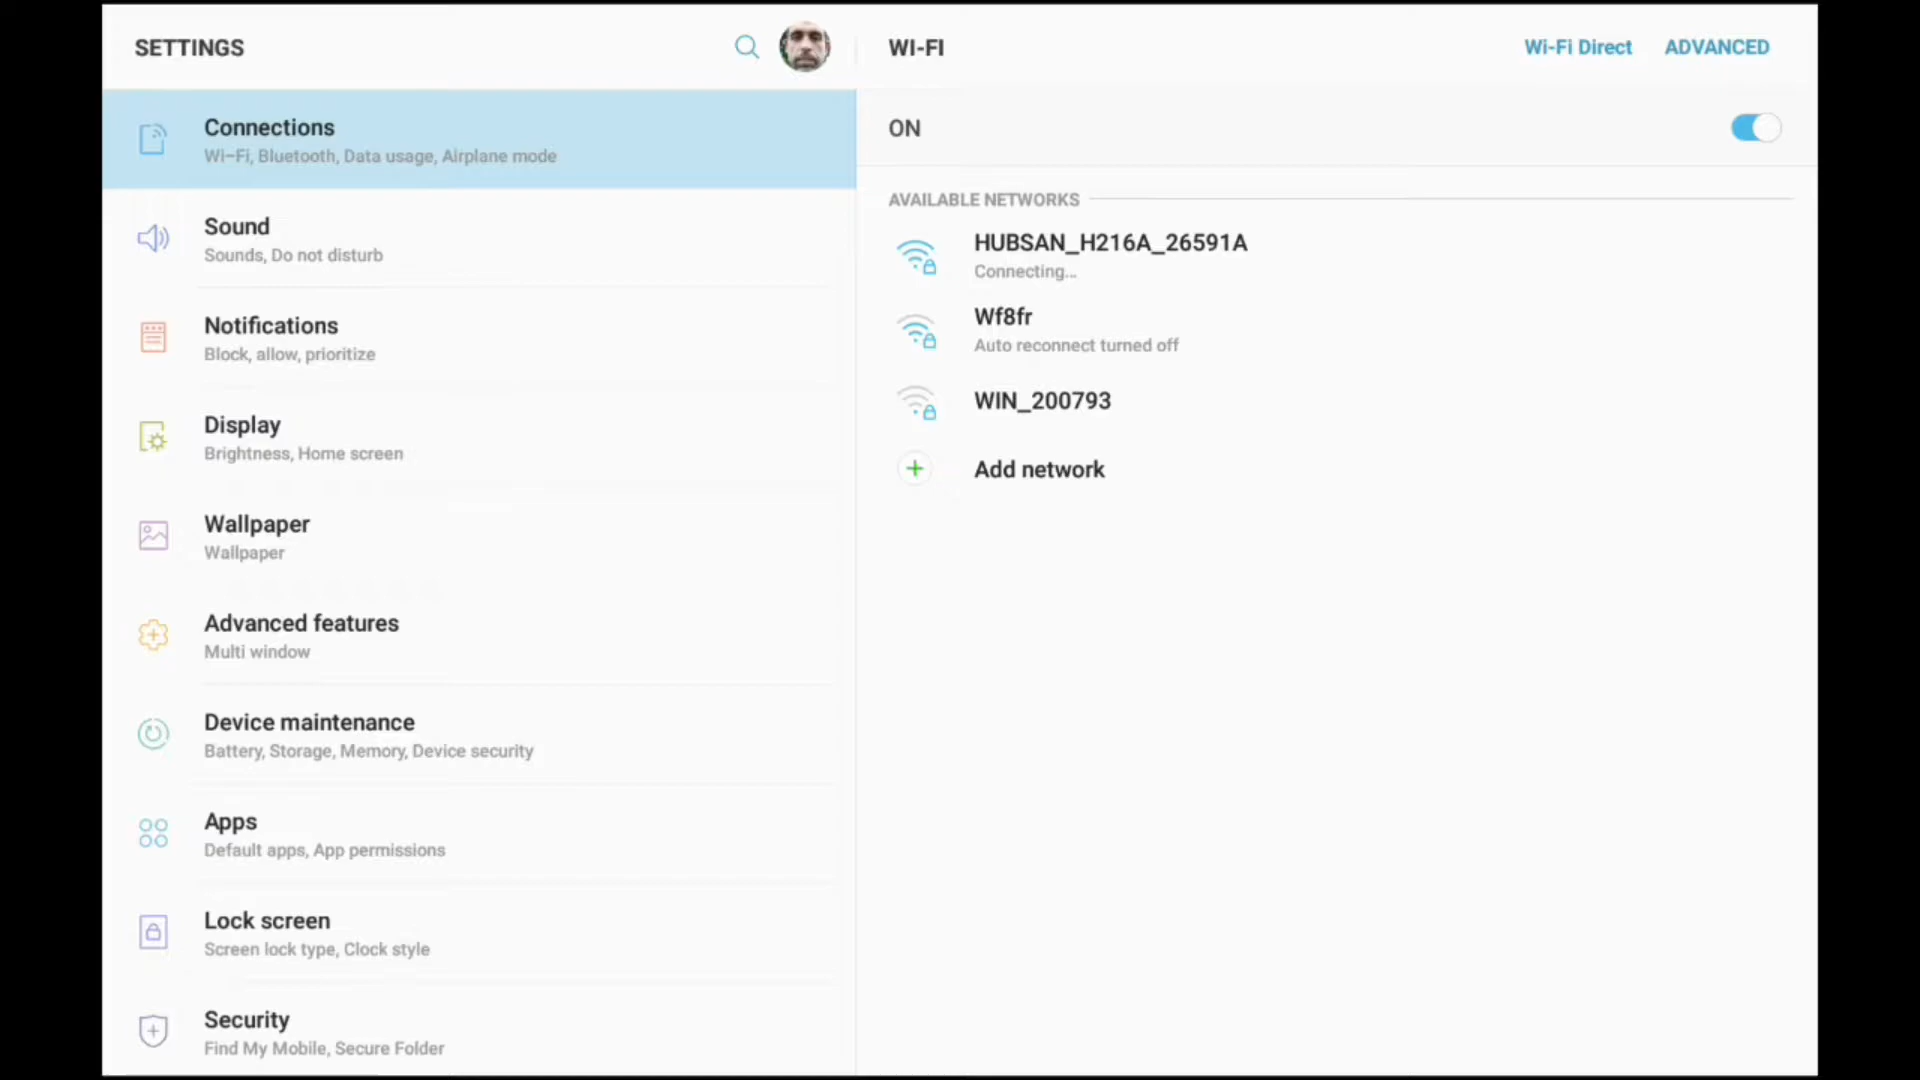 SETTINGS
Connections
Wi-Fi, Bluetooth, Data usage, Airplane mode
Sound
Sounds, Do not disturb
Notifications
Block, allow, prioritize
Display
Brightness, Home screen
Wallpaper
Wallpaper
Advanced features
Multi window
Device maintenance
Battery, Storage, Memory, Device security
Apps
Default apps, App permissions
Lock screen
Screen lock type, Clock style
Security
Find My Mobile, Secure Folder
WI-FI
Wi-Fi Direct
ADVANCED
ON
AVAILABLE NETWORKS
HUBSAN_H216A_26591A
Connecting...
Wf8fr
Auto reconnect turned off
WIN_200793
Add network